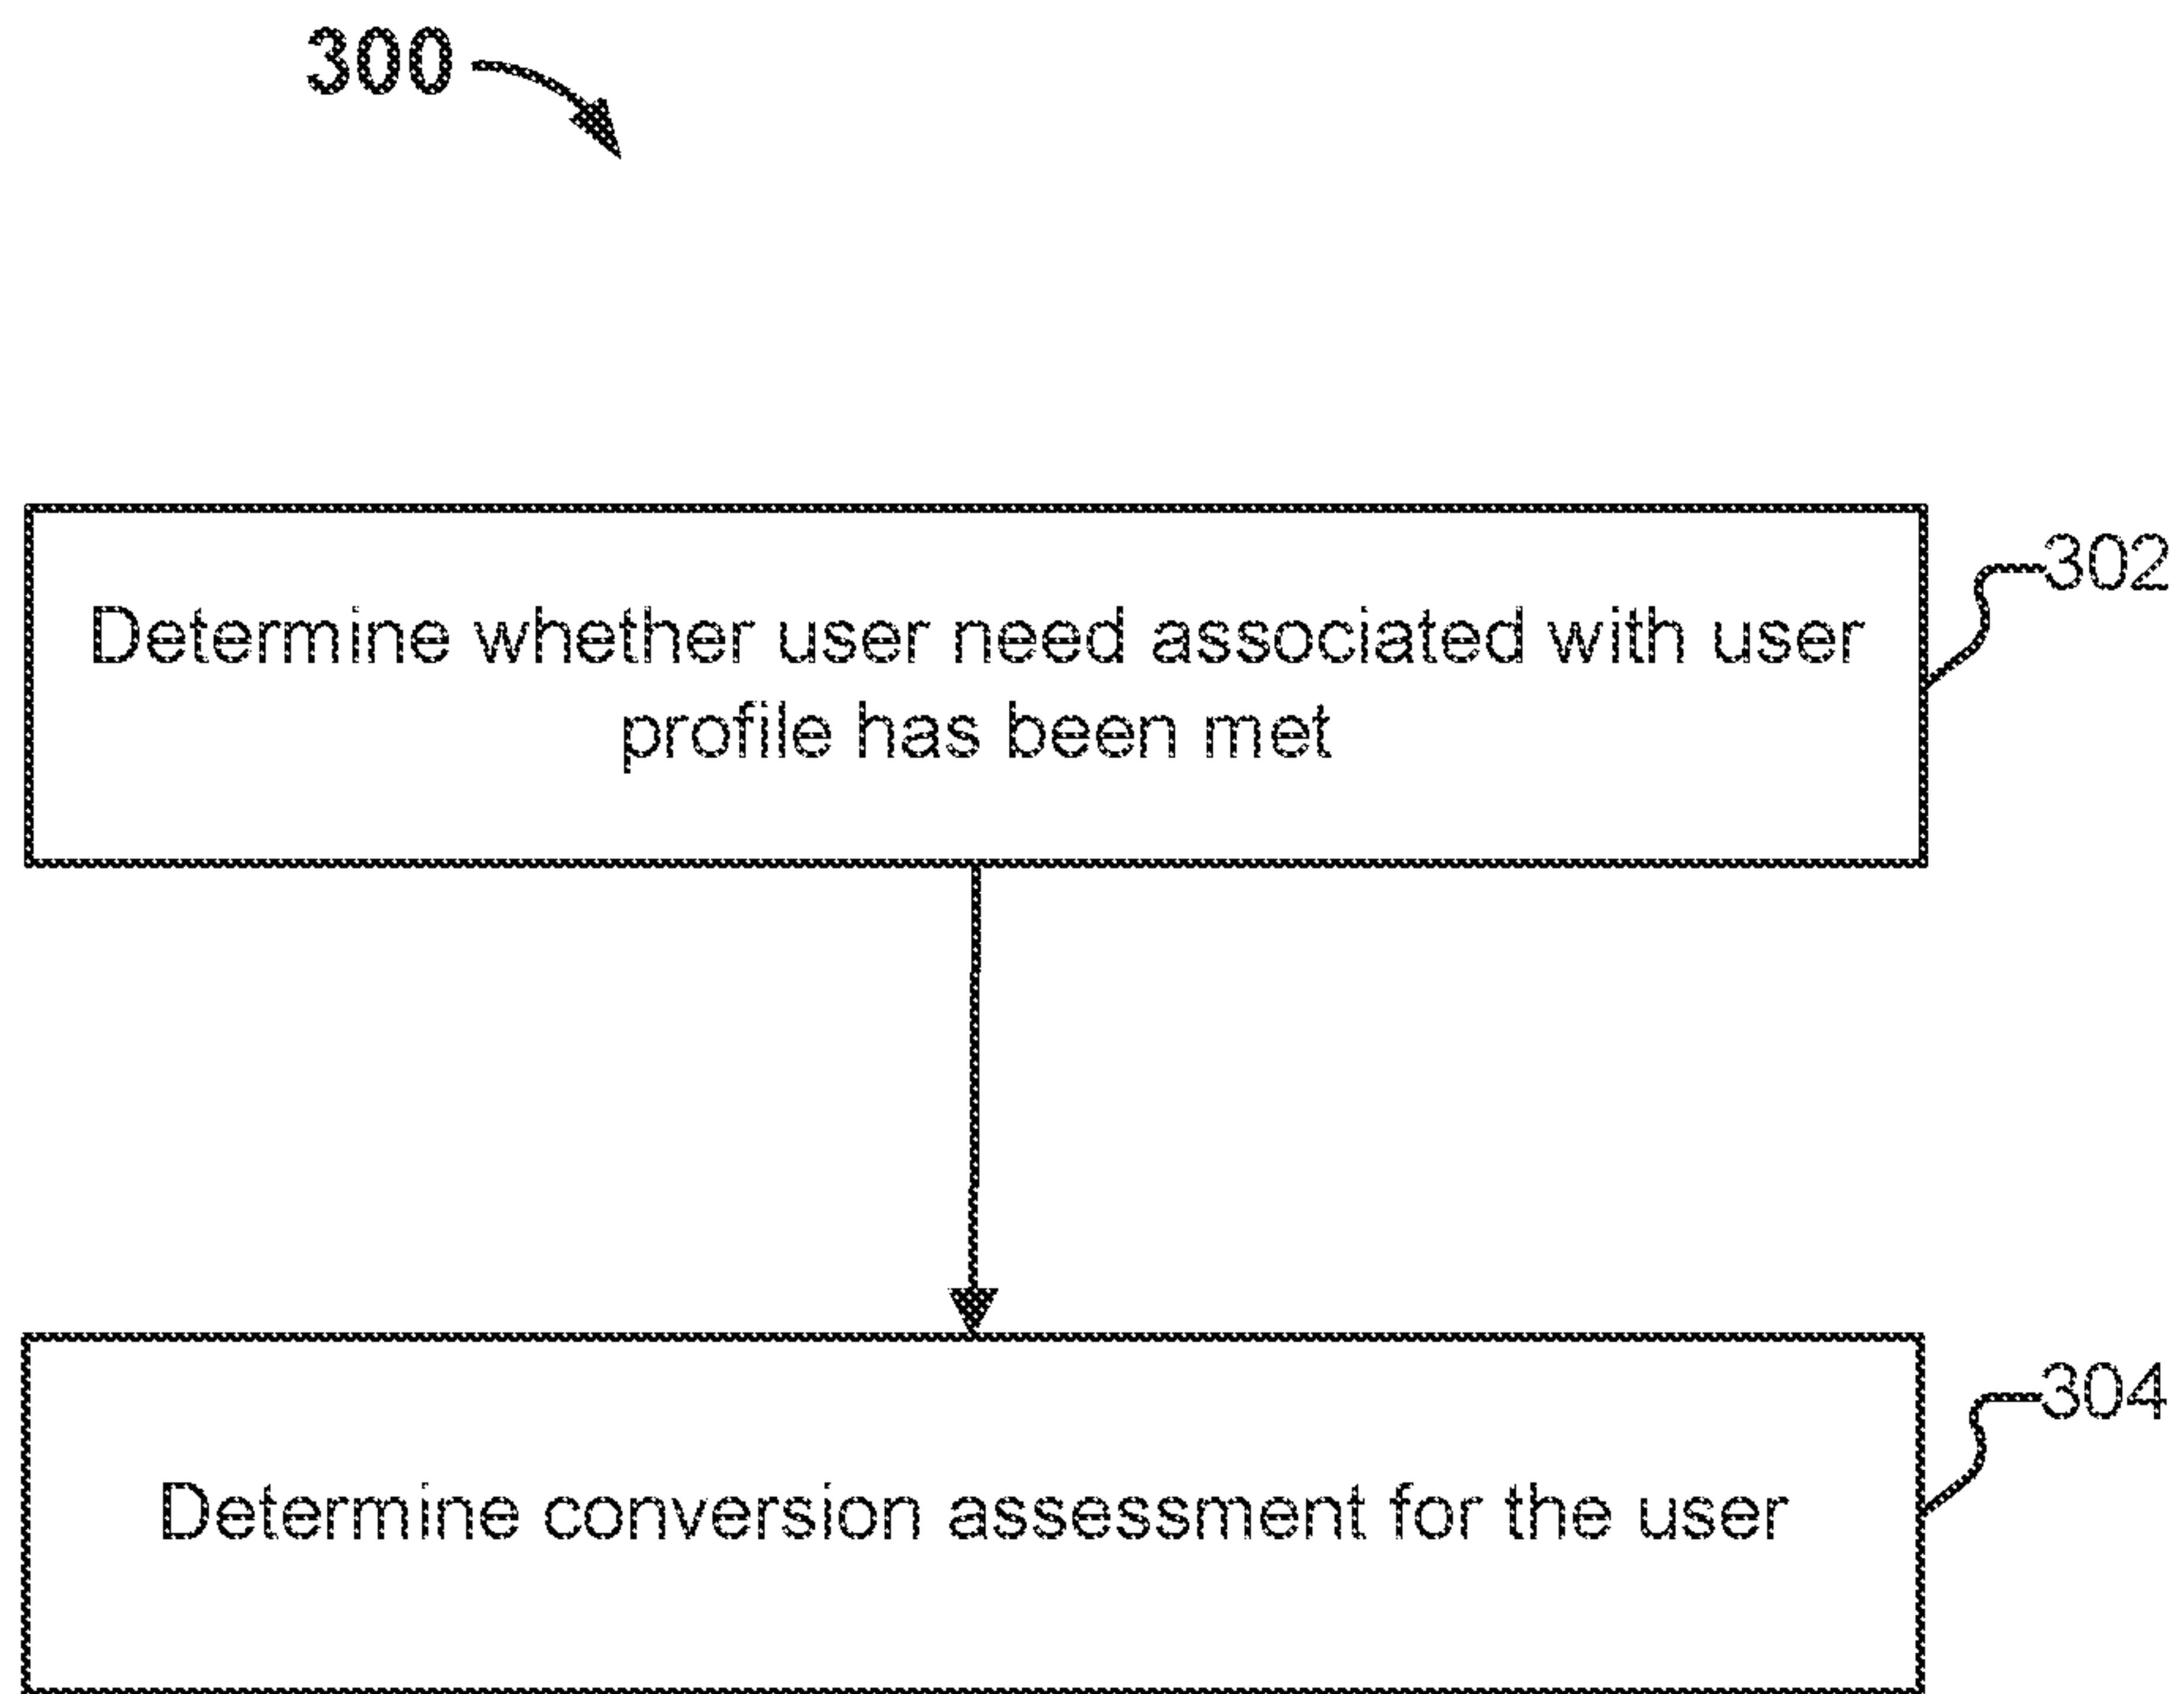 300
302
Determine whether user need associated with user
profile has been met
304
Determine conversion assessment for the user